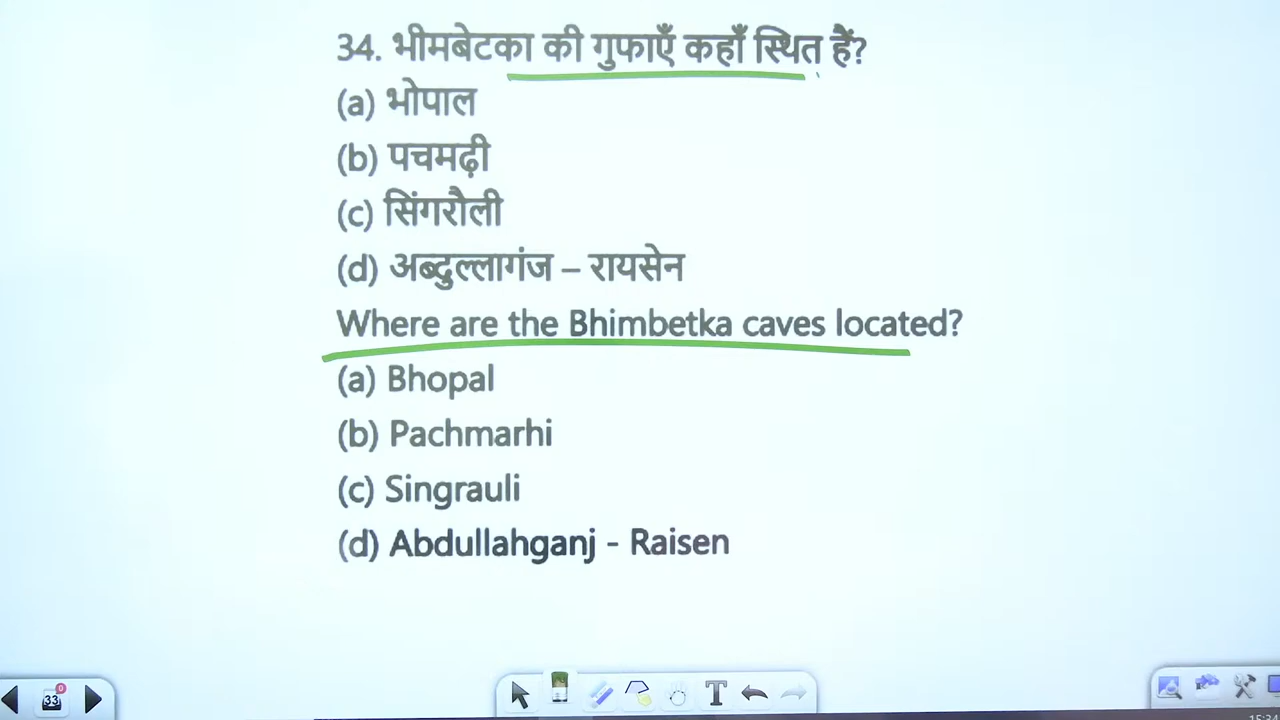 34. भीमबेटका की गुफाएँ कहाँ स्थित हैं?
(a) भोपाल
(b) पचमढ़ी
(c) सिंगरौली
(d) अब्दुल्लागंज – रायसेन
Where are the Bhimbetka caves located?
(a) Bhopal
(b) Pachmarhi
(c) Singrauli
(d) Abdullahganj - Raisen
33
0
T